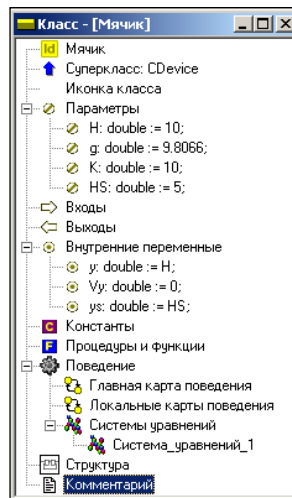 Класс - [Мячик]
Id Мячик
Суперкласс: CDevice
Иконка класса
Параметры
H: double := 10;
g: double := 9.8066;
K: double := 10;
HS: double := 5;
Входы
Выходы
Внутренние переменные
y: double := H;
Vy: double := 0;
ys: double := HS;
C Константы
F Процедуры и функции
Поведение
Главная карта поведения
Локальные карты поведения
Системы уравнений
Система_уравнений_1
Структура
Комментарий